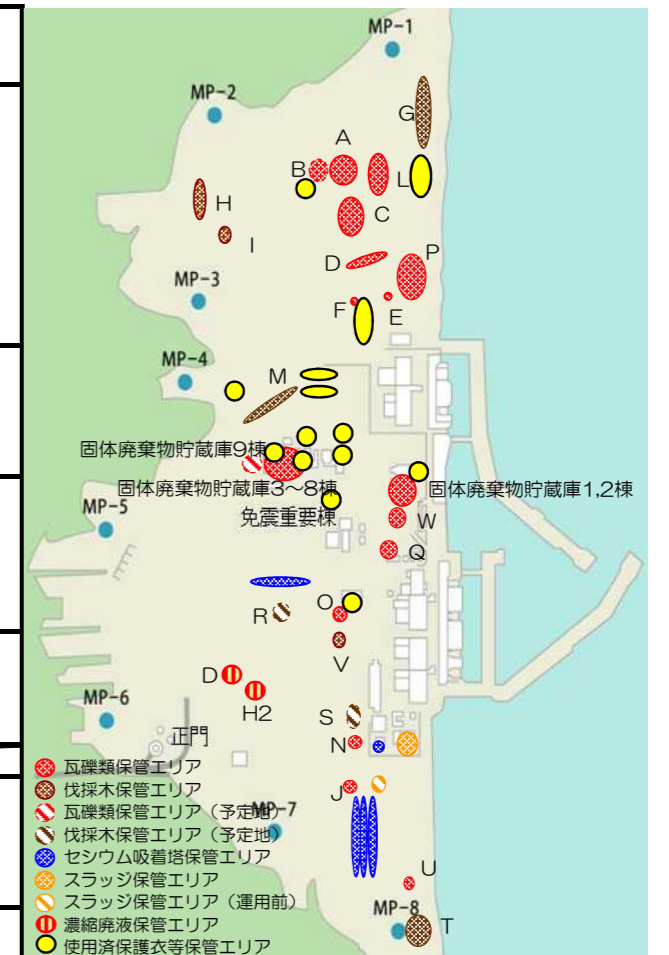 MP-1
MP-2
G
A
B
L
H
C
I
D
P
MP-3
F
E
MP-4
M
固体廃棄物貯蔵庫9棟
固体廃棄物貯蔵庫3～8棟
固体廃棄物貯蔵庫1,2棟
免震重要棟
W
MP-5
Q
O
R
V
D
H2
MP-6
S
正門
N
瓦礫類保管エリア
伐採木保管エリア
J
瓦礫類保管エリア（予定地）
MP-7
伐採木保管エリア（予定地）
セシウム吸着塔保管エリア
U
スラッジ保管エリア
スラッジ保管エリア（運用前）
MP-8
濃縮廃液保管エリア
T
使用済保護衣等保管エリア